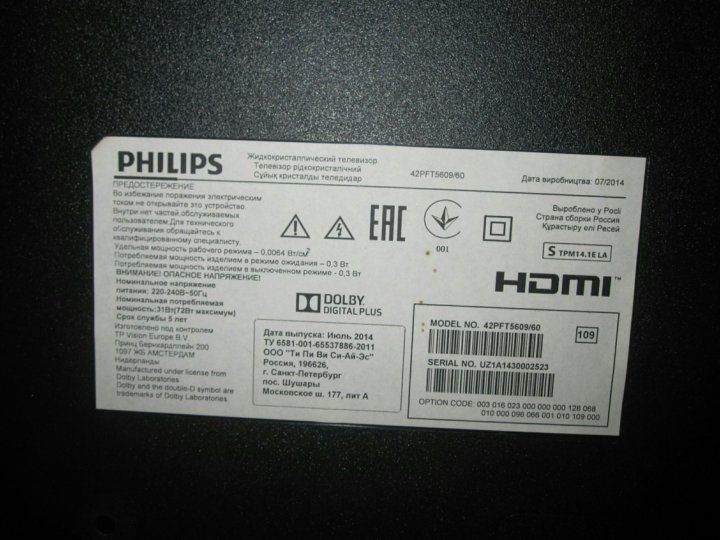 PHILIPS
Жидкокристаллический телевизор
Телевізор рідкокристалічний
Сұйық кристалды теледидар
42PFT5609/60
Дата виробництва: 07/2014
ПРЕДОСТЕРЕЖЕНИЕ
Во избежание поражения электрическим
током не открывайте это устройство.
Внутри нет частей, обслуживаемых
пользователем.Для технического
обслуживания обращайтесь к
квалифицированному специалисту.
Удельная мощность рабочего режима – 0,0064 Вт/см²
Потребляемая мощность изделием в режиме ожидания – 0,3 Вт
Потребляемая мощность изделием в выключенном режиме - 0,3 Вт
ВНИМАНИЕ! ОПАСНОЕ НАПРЯЖЕНИЕ!
Номинальное напряжение
питания: 220-240В~50Гц
Номинальная потребляемая
мощность:31Вт(72Вт максимум)
Срок службы 5 лет
Изготовлено под контролем
TP Vision Europe B.V.
Принц Бернхардплейн 200
1097 ЖБ АМСТЕРДАМ
Нидерланды
Manufactured under license from
Dolby Laboratories.
Dolby and the double-D symbol are
trademarks of Dolby Laboratories.
EAC
001
Вироблено у Росії
Страна сборки Россия
Құрастыру елі Ресей
S TPM14.1E LA
HDMI™
DOLBY
DIGITAL PLUS
Дата выпуска: Июль 2014
ТУ 6581-001-65537886-2011
ООО "Ти Пи Ви Си-Ай-Эс"
Россия, 196626,
г. Санкт-Петербург
пос. Шушары
Московское ш. 177, лит А
MODEL NO. 42PFT5609/60
109
SERIAL NO. UZ1A1430002523
OPTION CODE: 003 016 023 000 000 000 128 068
010 000 096 066 001 010 109 000